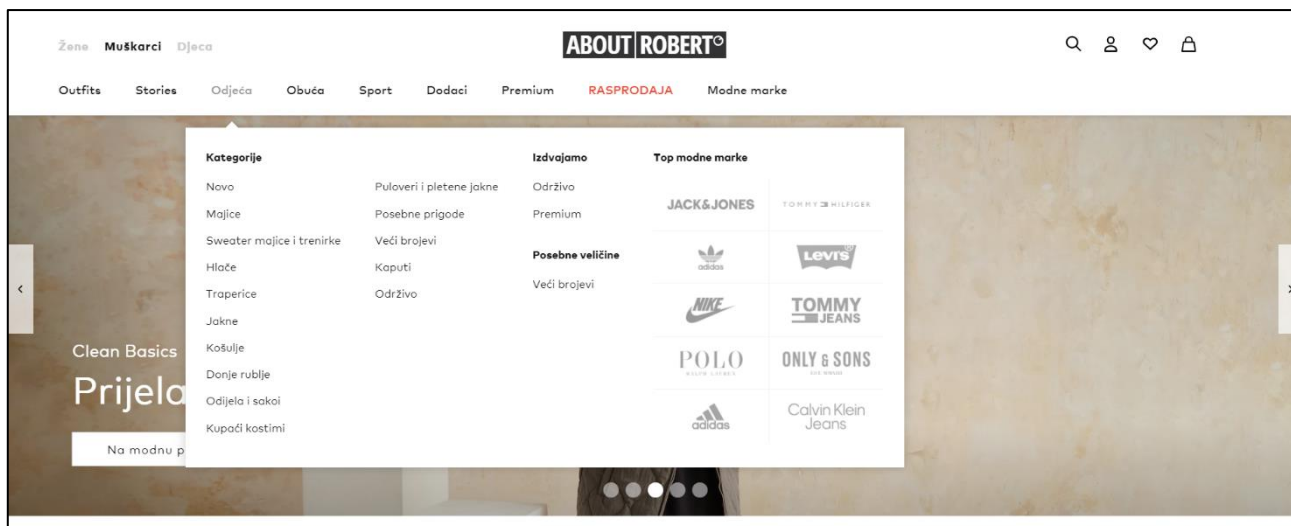 Žene Muškarci Djeca
ABOUT ROBERT
Outfits Stories Odjeća Obuća Sport Dodaci Premium RASPRODAJA Modne marke
Kategorije
Novo
Majice
Sweater majice i trenirke
Hlače
Traperice
Jakne
Košulje
Donje rublje
Odijela i sakoi
Kupaći kostimi
Puloveri i pletene jakne
Posebne prigode
Veći brojevi
Kaputi
Održivo
Izdvajamo
Održivo
Premium
Posebne veličine
Veći brojevi
Top modne marke
JACK&JONES
TOMMY HILFIGER
adidas
LEVI'S
NIKE
TOMMY
JEANS
POLO
RALPH LAUREN
ONLY & SONS
adidas
Calvin Klein
Jeans
Clean Basics
Prijela
Na modnu p